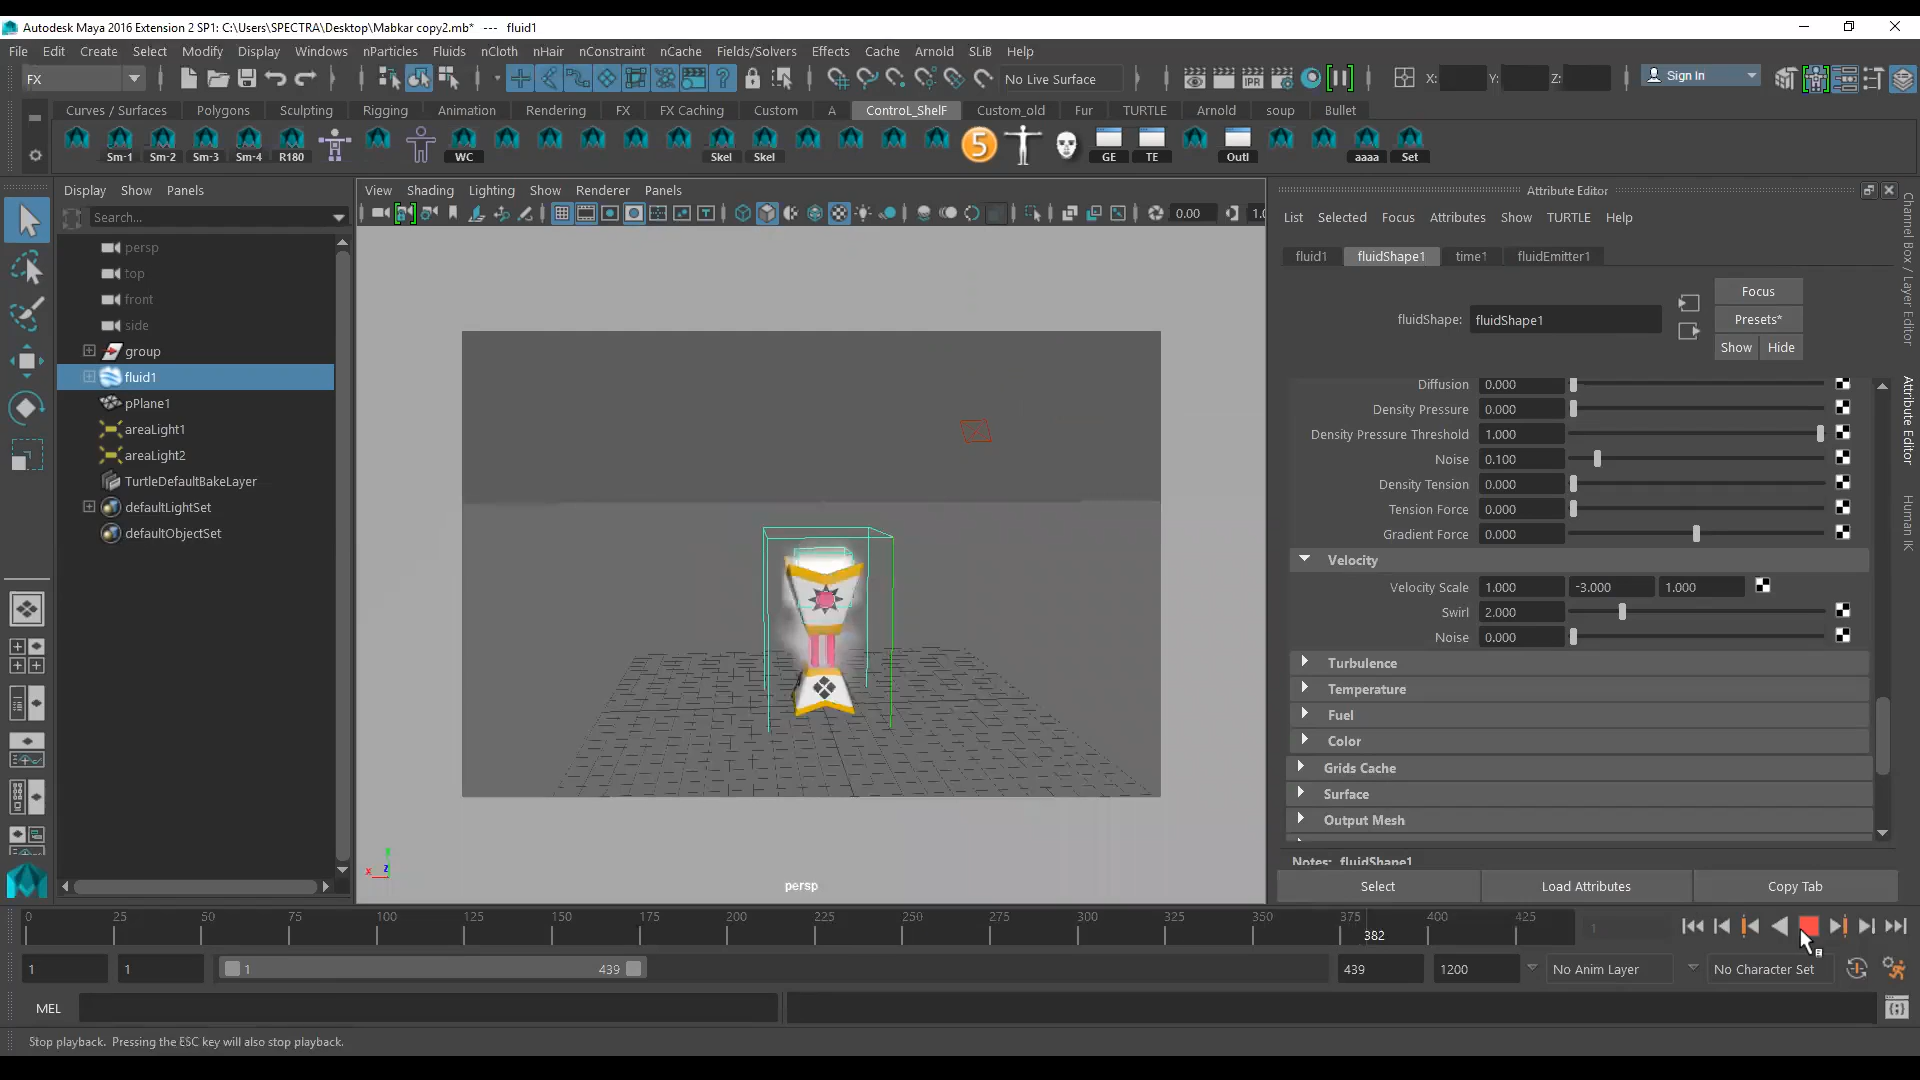 Autodesk Maya 2016 Extension 2 SP1: C:\Users\SPECTRA\Desktop\Mabkar copy2.mb* --- fluid1
File Edit Create Select Modify Display Windows nParticles Fluids nCloth nHair nConstraint nCache Fields/Solvers Effects Cache Arnold SLiB Help
FX No Live Surface X: Y: Z: Sign In
Curves / Surfaces Polygons Sculpting Rigging Animation Rendering FX FX Caching Custom A ControL_ShelF Custom_old Fur TURTLE Arnold soup Bullet
5
Sm-1 Sm-2 Sm-3 Sm-4 R180 WC Skel Skel GE TE Outl aaaa Set
Display Show Panels
Search...
persp
top
front
side
group
fluid1
pPlane1
areaLight1
areaLight2
TurtleDefaultBakeLayer
defaultLightSet
defaultObjectSet
View Shading Lighting Show Renderer Panels
0.00 1.0
persp
x z
Attribute Editor
List Selected Focus Attributes Show TURTLE Help
fluid1 fluidShape1 time1 fluidEmitter1
Focus
fluidShape: fluidShape1 Presets*
Show Hide
Diffusion 0.000
Density Pressure 0.000
Density Pressure Threshold 1.000
Noise 0.100
Density Tension 0.000
Tension Force 0.000
Gradient Force 0.000
Velocity
Velocity Scale 1.000 -3.000 1.000
Swirl 2.000
Noise 0.000
Turbulence
Temperature
Fuel
Color
Grids Cache
Surface
Output Mesh
Notes: fluidShape1
Select Load Attributes Copy Tab
Channel Box / Layer Editor
Attribute Editor
Human IK
0 25 50 75 100 125 150 175 200 225 250 275 300 325 350 375 400 425
382
1
1 1 1 439 439 1200 No Anim Layer No Character Set
MEL
Stop playback. Pressing the ESC key will also stop playback.